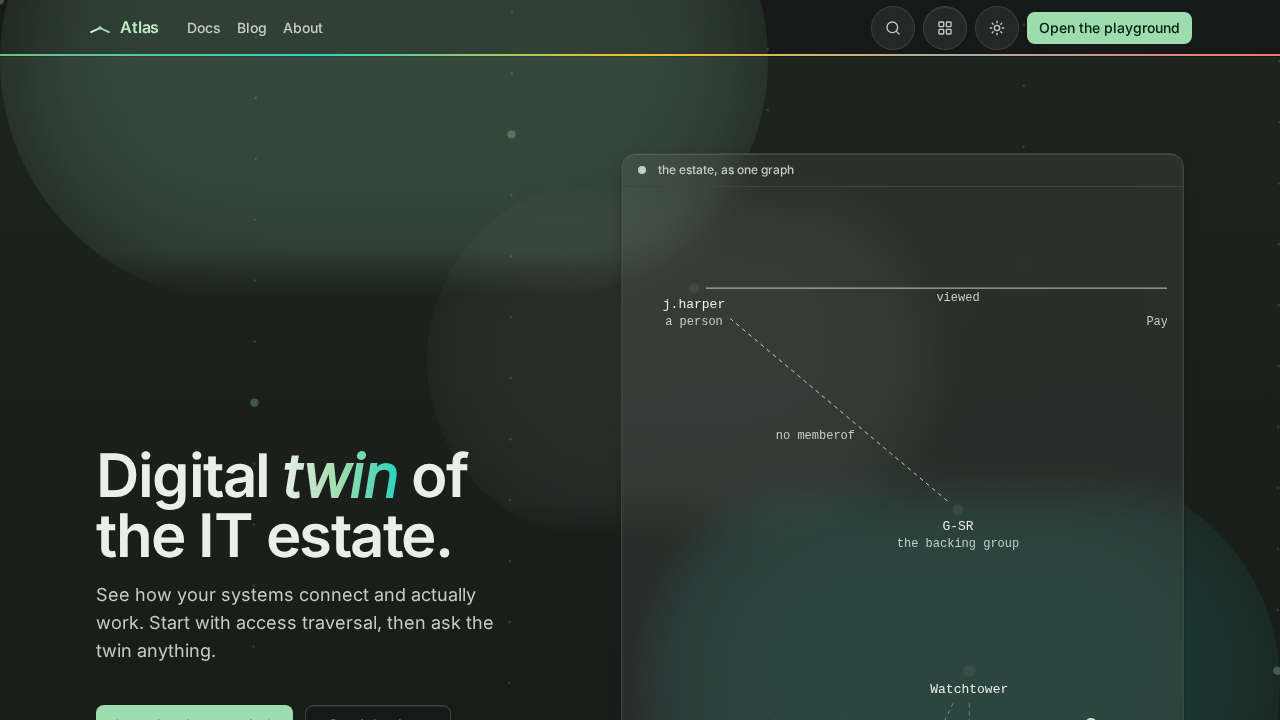 Atlas
Docs
Blog
About
Open the playground
the estate, as one graph
j.harper
a person
viewed
Pay
no memberof
G-SR
the backing group
Watchtower
Digital twin of
the IT estate.
See how your systems connect and actually
work. Start with access traversal, then ask the
twin anything.